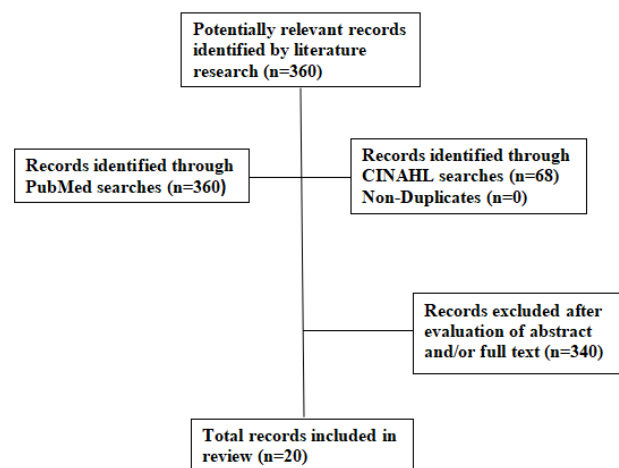 Potentially relevant records
identified by literature
research (n=360)
Records identified through
PubMed searches (n=360)
Records identified through
CINAHL searches (n=68)
Non-Duplicates (n=0)
Records excluded after
evaluation of abstract
and/or full text (n=340)
Total records included in
review (n=20)